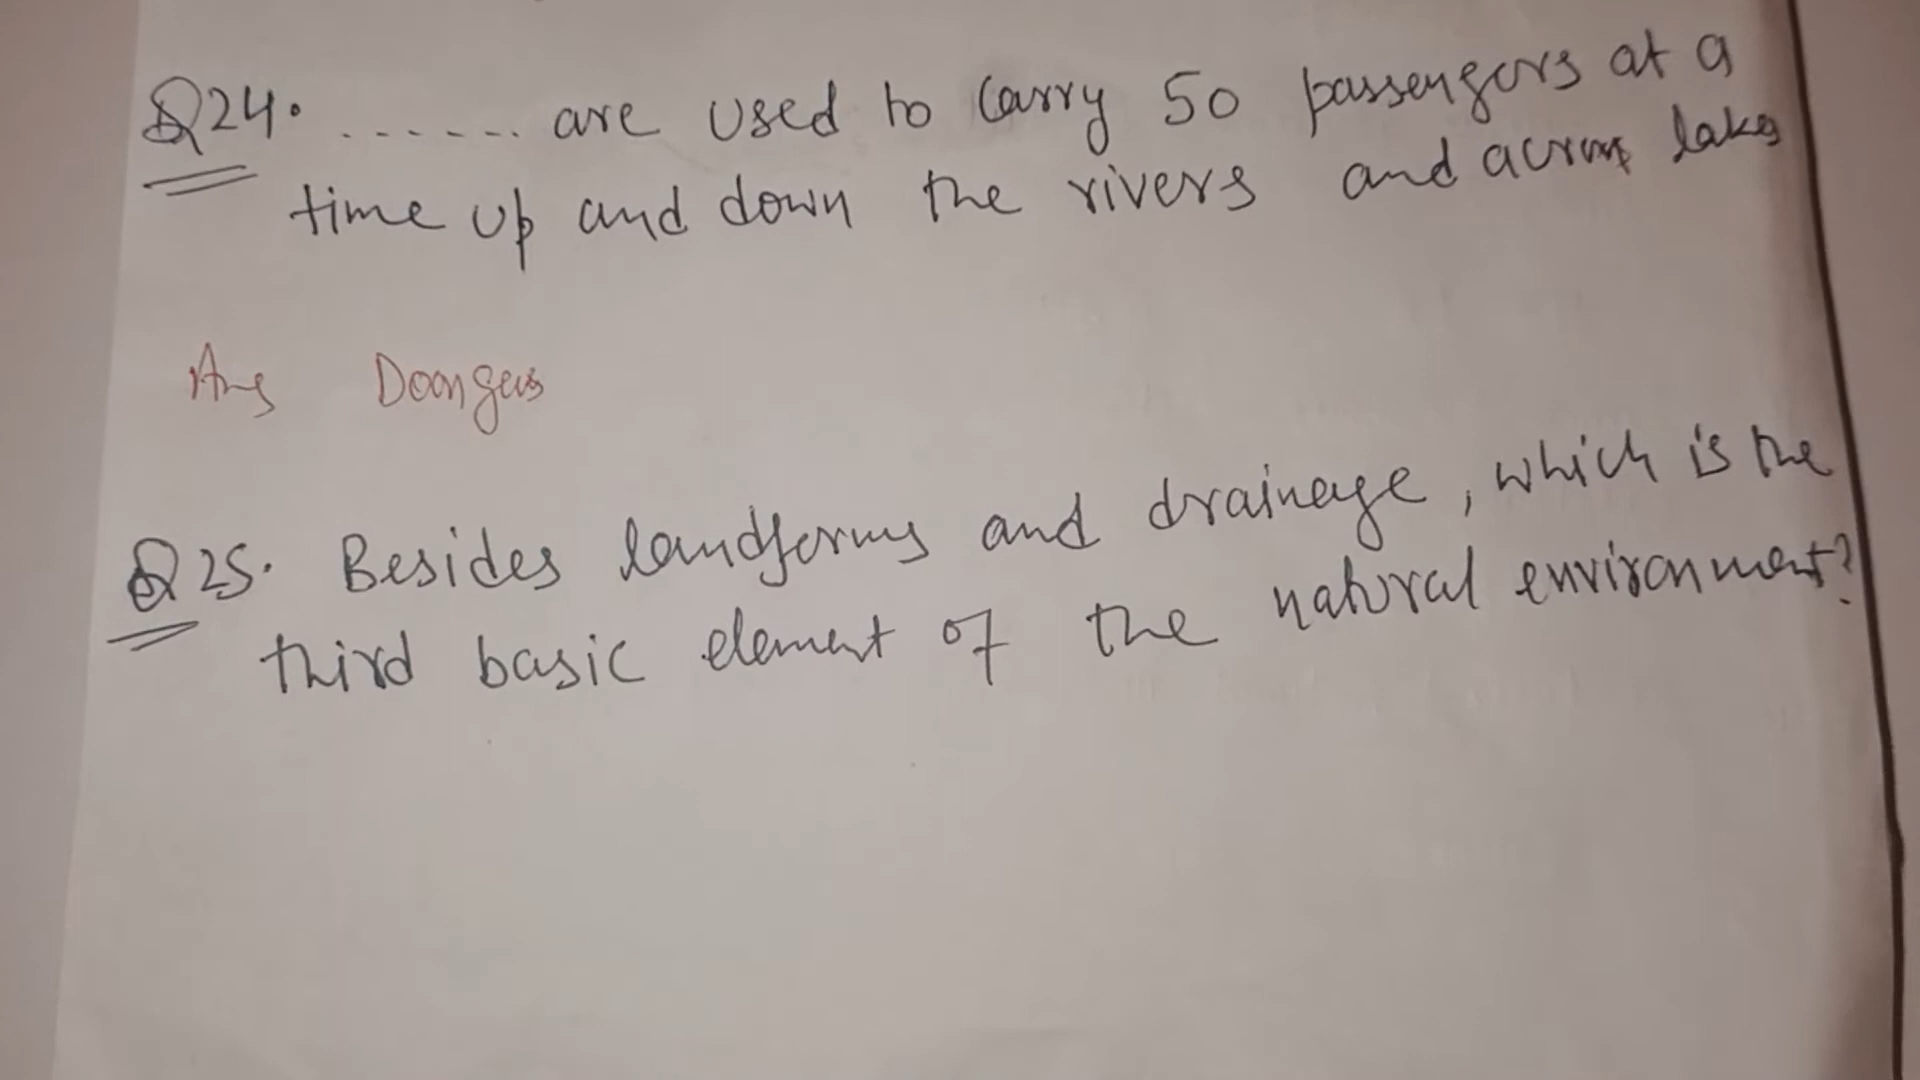 Q24. ...... are used to carry 50 passengers at a
time up and down the rivers and across lakes
Ans Doongas
Q25. Besides landforms and drainage, which is the
third basic element of the natural environment?